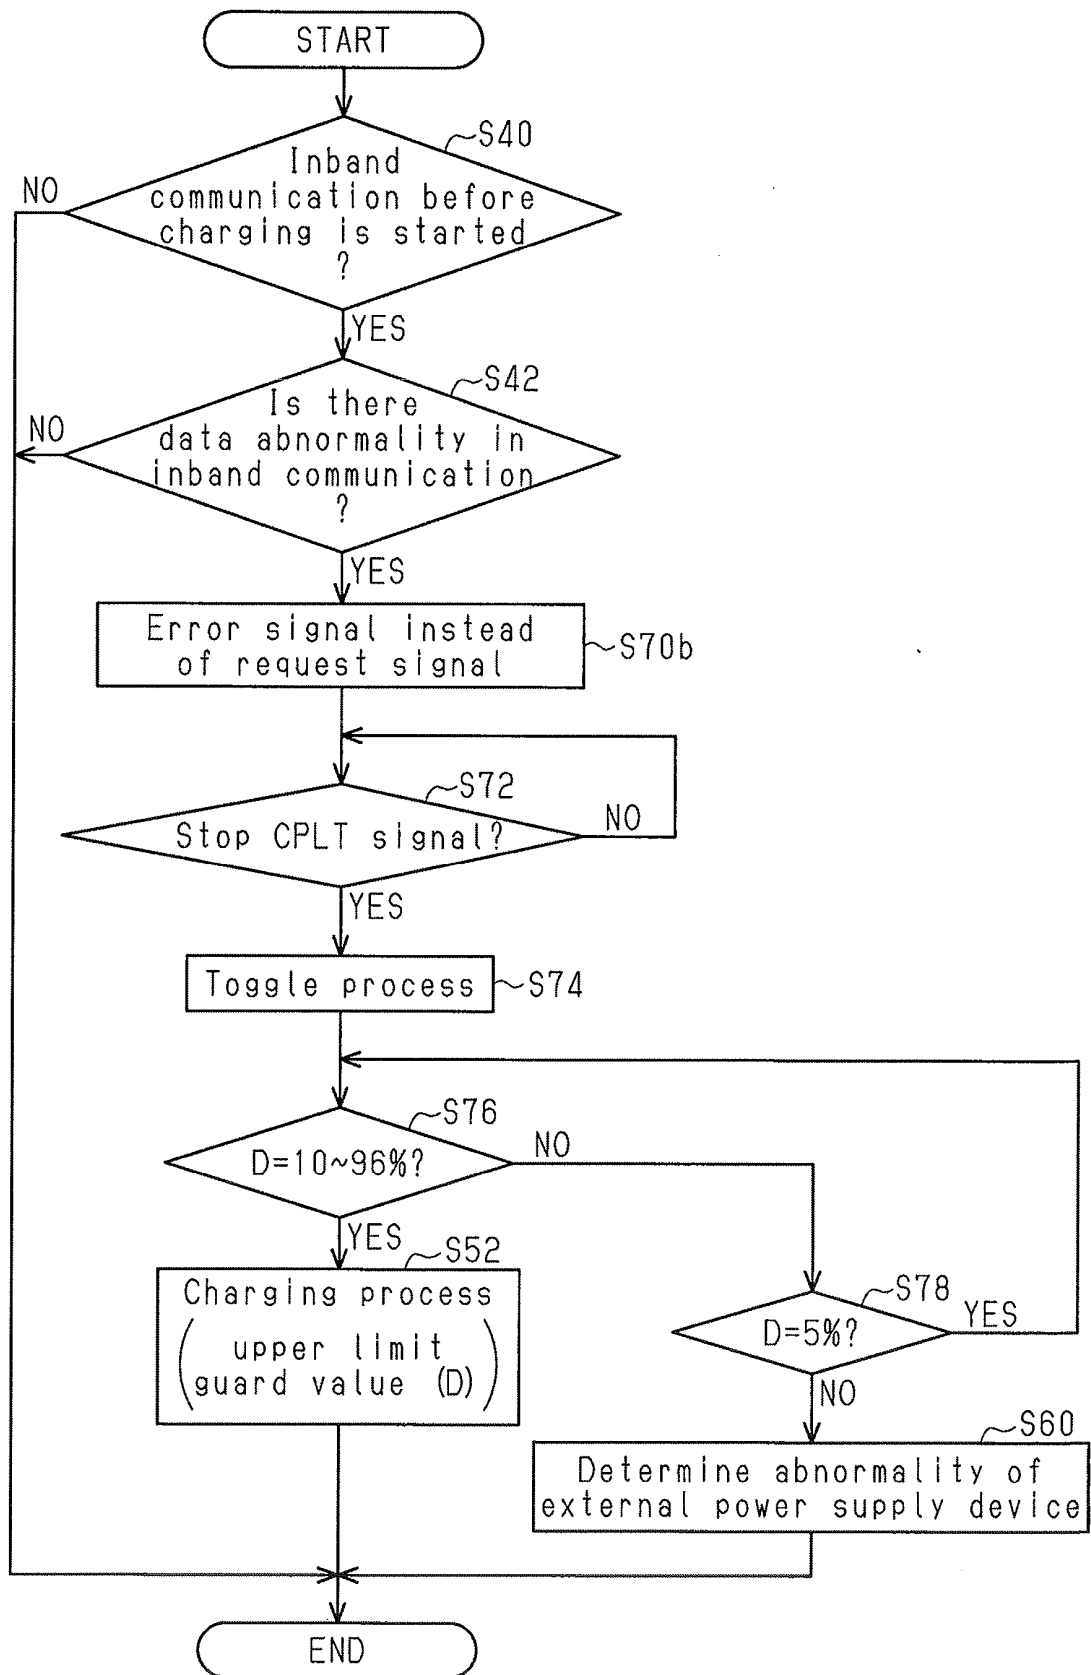 START
S40
Inband
communication before
charging is started
?
NO
YES
S42
Is there
data abnormality in
inband communication
?
NO
YES
Error signal instead
of request signal
S70b
S72
Stop CPLT signal?
NO
YES
Toggle process
S74
S76
D=10~96%?
NO
YES
S52
Charging process
(upper limit
guard value (D))
S78
D=5%?
YES
NO
S60
Determine abnormality of
external power supply device
END